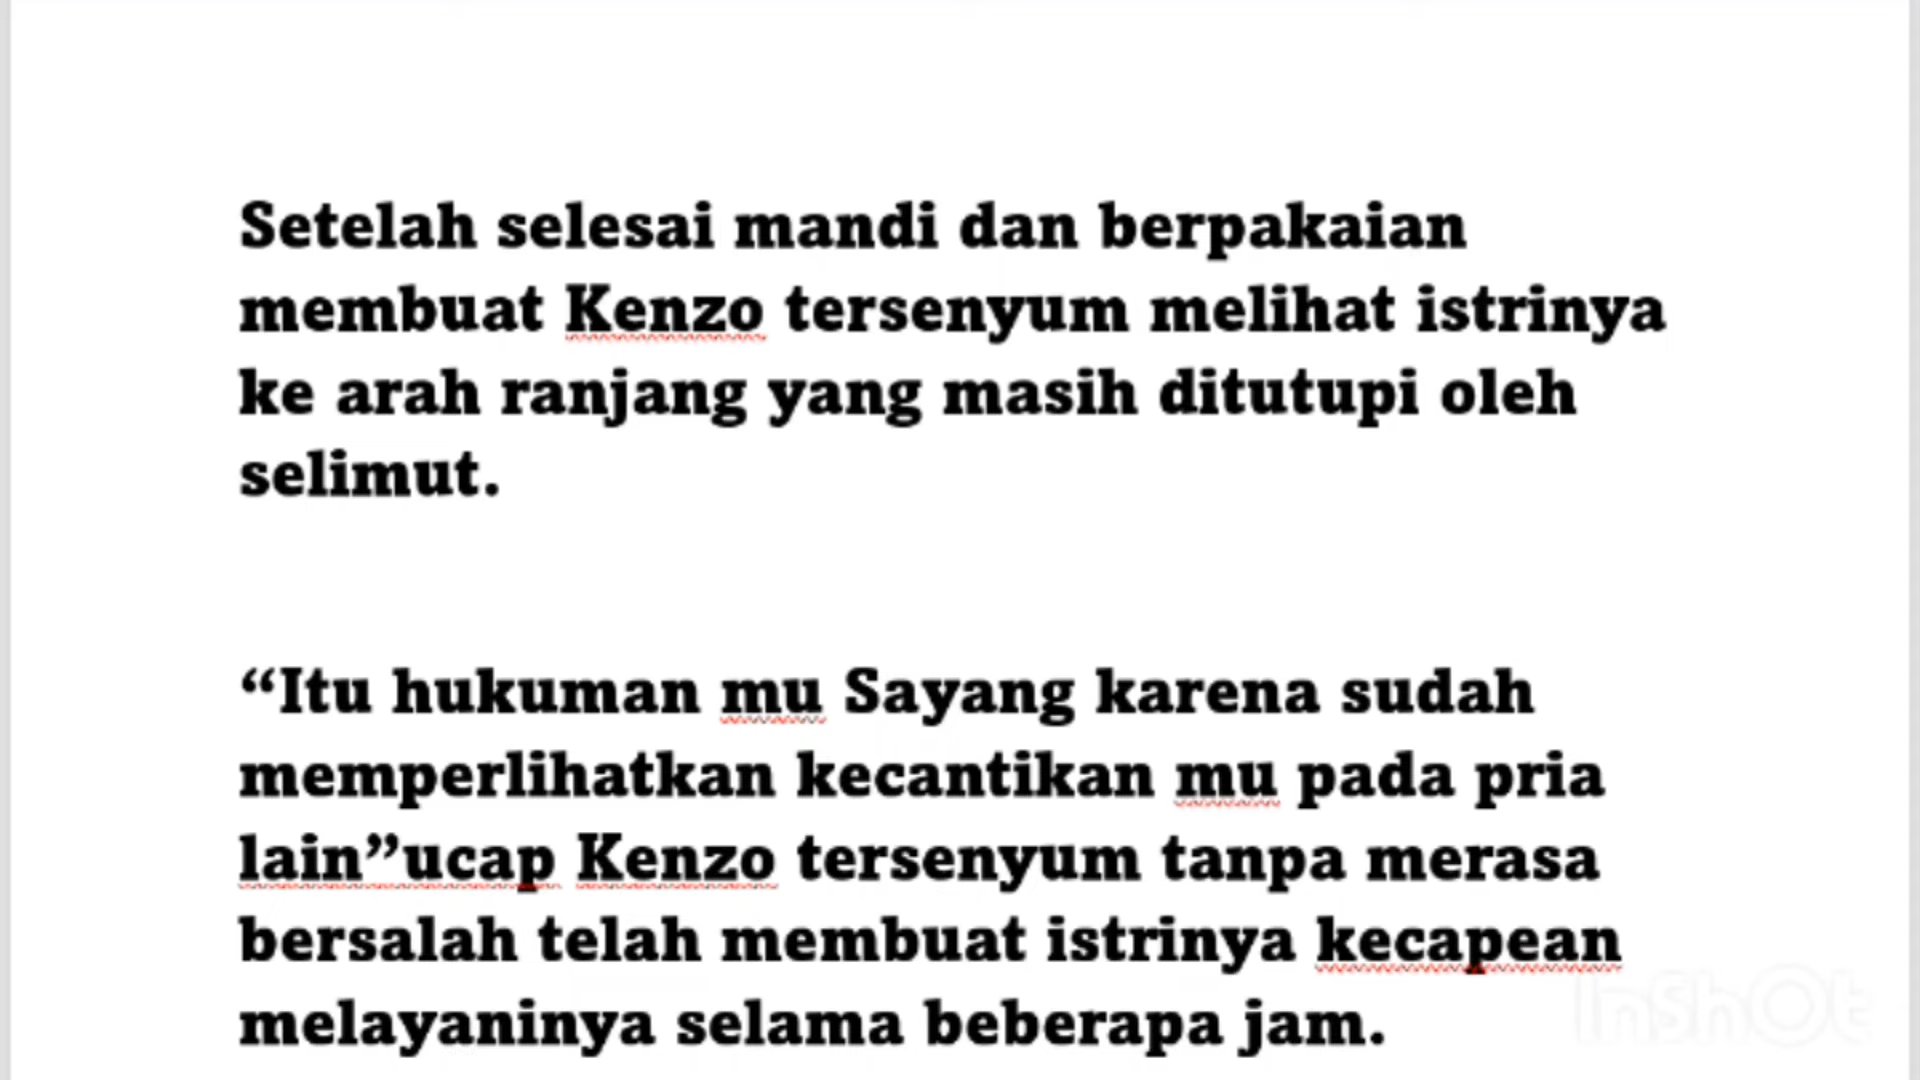 Setelah selesai mandi dan berpakaian
membuat Kenzo tersenyum melihat istrinya
ke arah ranjang yang masih ditutupi oleh
selimut.
“Itu hukuman mu Sayang karena sudah
memperlihatkan kecantikan mu pada pria
lain”ucap Kenzo tersenyum tanpa merasa
bersalah telah membuat istrinya kecapean
melayaninya selama beberapa jam.
InShOt